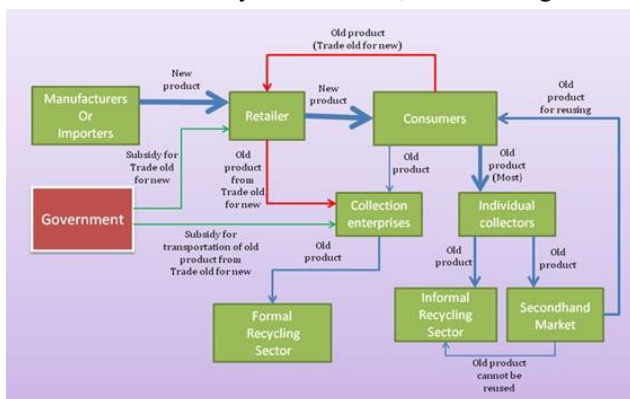 Old product
(Trade old for new)
New
product
New
product
Old
product
for reusing
Manufacturers
Or
Importers
Retailer
Consumers
Subsidy for
Trade old
for new
Old
product
from
Trade old
for new
Old
product
Old
product
(Most)
Government
Collection
enterprises
Individual
collectors
Subsidy for
transportation of old
product from
Trade old for new
Old
product
Old
product
Old
product
Formal
Recycling
Sector
Informal
Recycling
Sector
Secondhand
Market
Old product
cannot be
reused